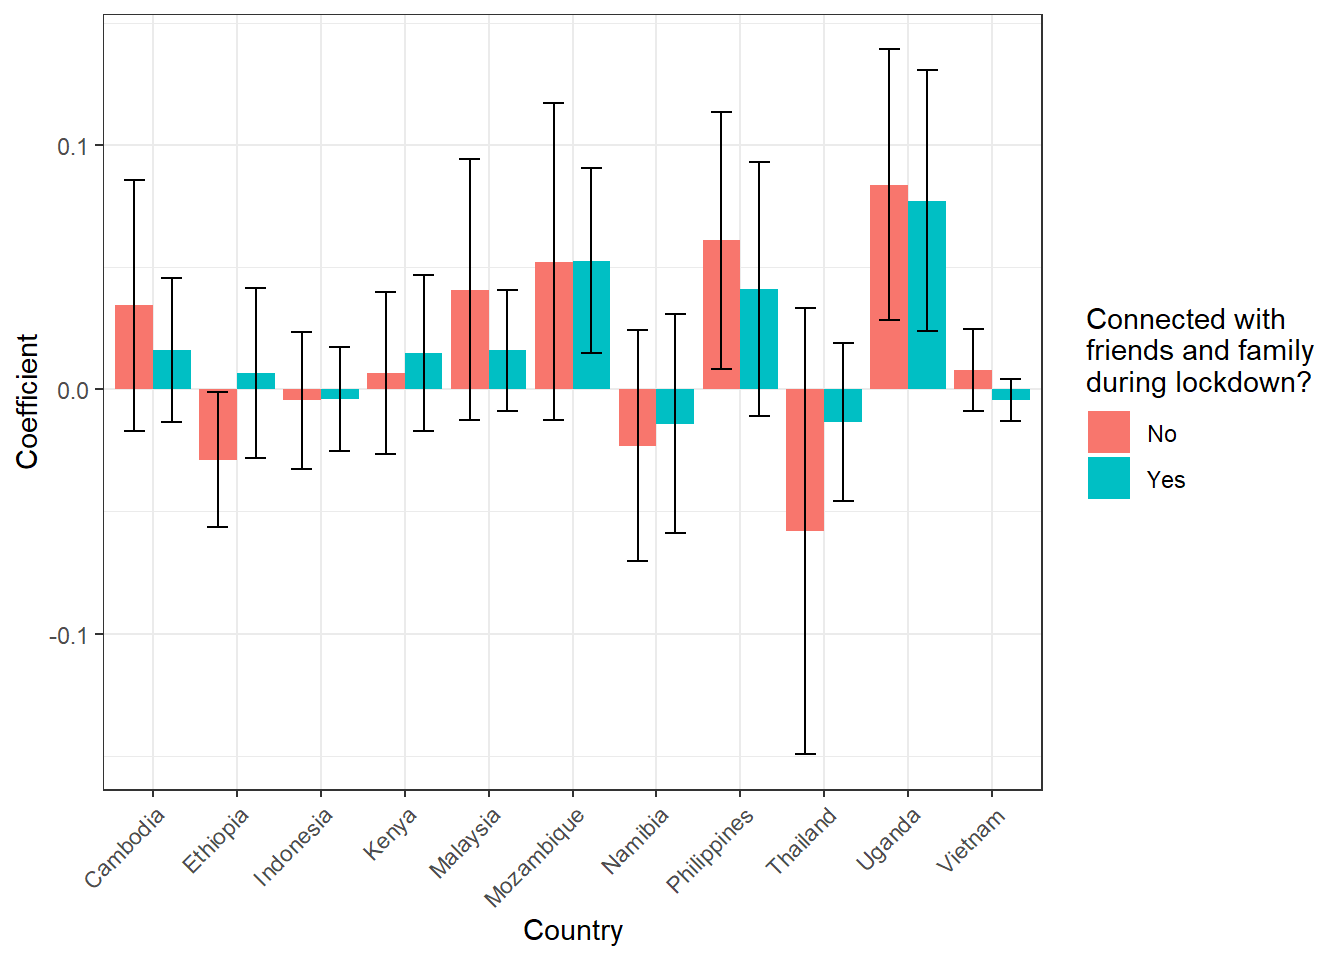 0.1
0.0
-0.1
Coefficient
Cambodia
Ethiopia
Indonesia
Kenya
Malaysia
Mozambique
Namibia
Philippines
Thailand
Uganda
Vietnam
Country
Connected with
friends and family
during lockdown?
No
Yes